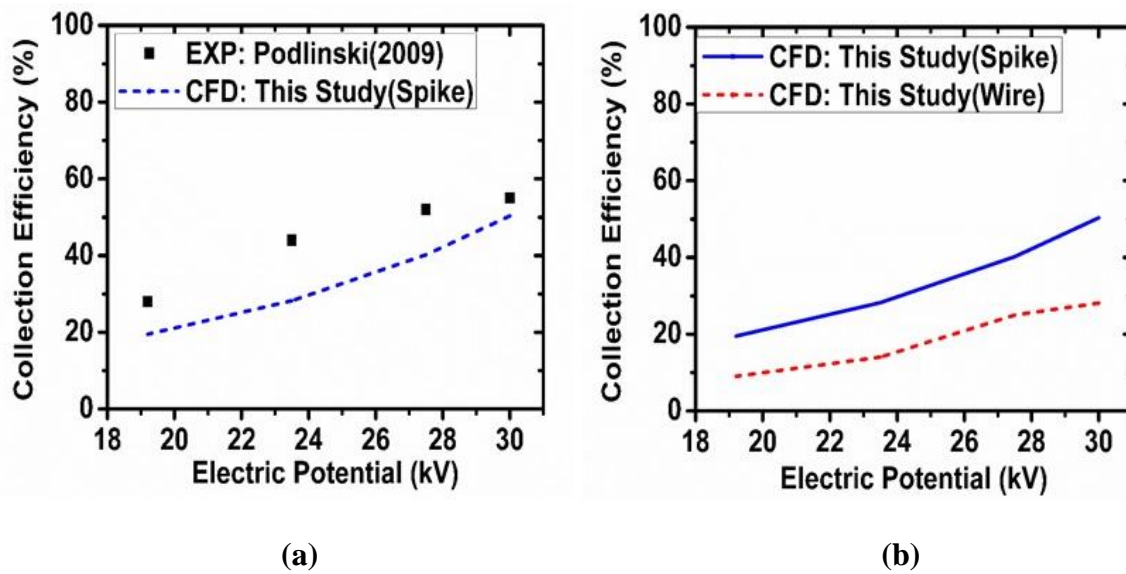 100
80
60
40
20
0
Collection Efficiency (%)
EXP: Podlinski(2009)
CFD: This Study(Spike)
18 20 22 24 26 28 30
Electric Potential (kV)
(a)
100
80
60
40
20
0
Collection Efficiency (%)
CFD: This Study(Spike)
CFD: This Study(Wire)
18 20 22 24 26 28 30
Electric Potential (kV)
(b)